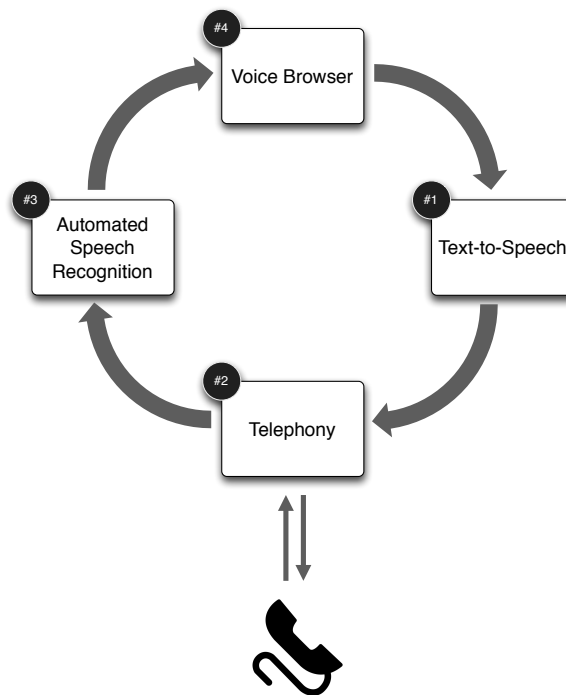 #4
Voice Browser
#3
Automated
Speech
Recognition
#1
Text-to-Speech
#2
Telephony